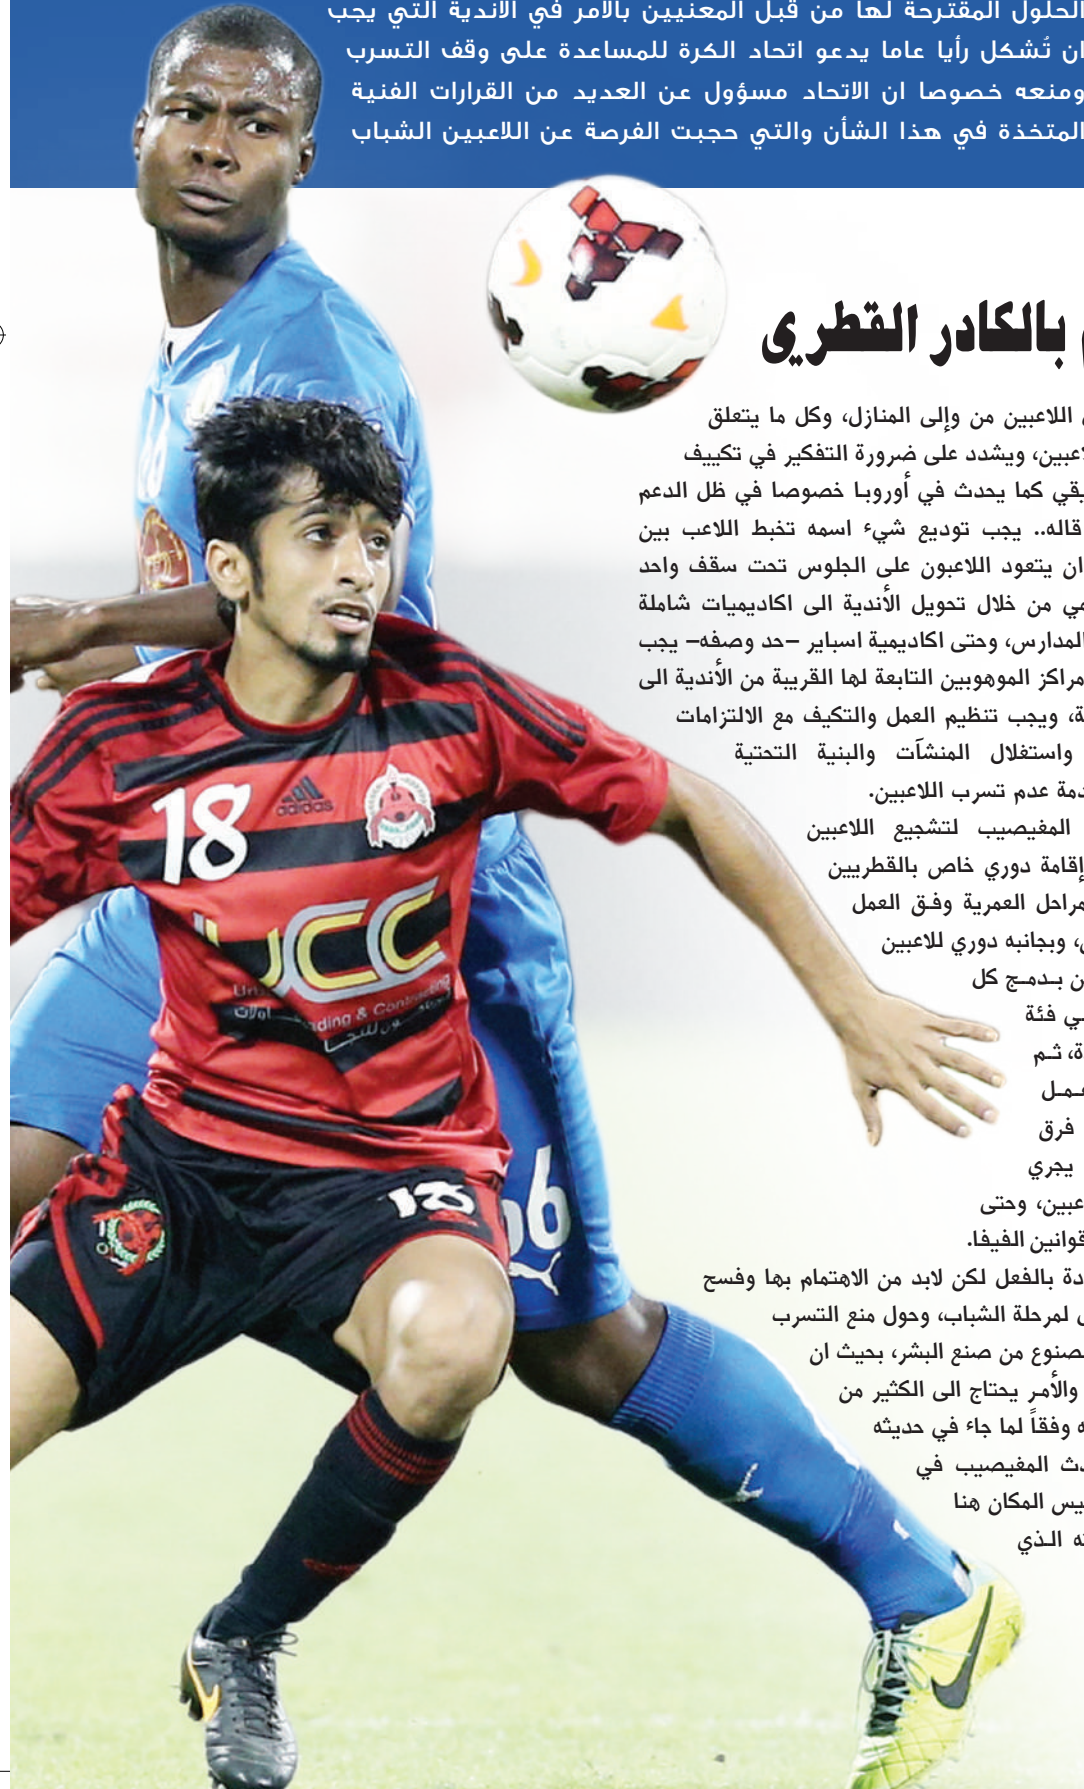 الحلول المقترحة لها من قبل المعنيين بالأمر في الأندية التي يجب
ان تُشكل رأيا عاما يدعو اتحاد الكرة للمساعدة على وقف التسرب
ومنعه خصوصا ان الاتحاد مسؤول عن العديد من القرارات الفنية
المتخذة في هذا الشأن والتي حجبت الفرصة عن اللاعبين الشباب
بالكادر القطري
اللاعبين من وإلى المنازل، وكل ما يتعلق
لاعبين، ويشدد على ضرورة التفكير في تكييف
يقي كما يحدث في أوروبا خصوصا في ظل الدعم
قاله.. يجب توديع شيء اسمه تخبط اللاعب بين
ان يتعود اللاعبون على الجلوس تحت سقف واحد
مي من خلال تحويل الأندية الى اكاديميات شاملة
المدارس، وحتى اكاديمية اسباير –حد وصفه– يجب
مراكز الموهوبين التابعة لها القريبة من الأندية الى
ة، ويجب تنظيم العمل والتكيف مع الالتزامات
واستغلال المنشآت والبنية التحتية
دمة عدم تسرب اللاعبين.
المغيصيب لتشجيع اللاعبين
إقامة دوري خاص بالقطريين
مراحل العمرية وفق العمل
، وبجانبه دوري للاعبين
ن بدمج كل
ي فئة
ة، ثم
عمل
فرق
يجري
عبين، وحتى
قوانين الفيفا.
دة بالفعل لكن لابد من الاهتمام بها وفسح
لمرحلة الشباب، وحول منع التسرب
صنوع من صنع البشر، بحيث ان
والأمر يحتاج الى الكثير من
ه وفقاً لما جاء في حديثه
دث المغيصيب في
يس المكان هنا
ته الذي
18
adidas
UCC
ading & Contracting
18
66